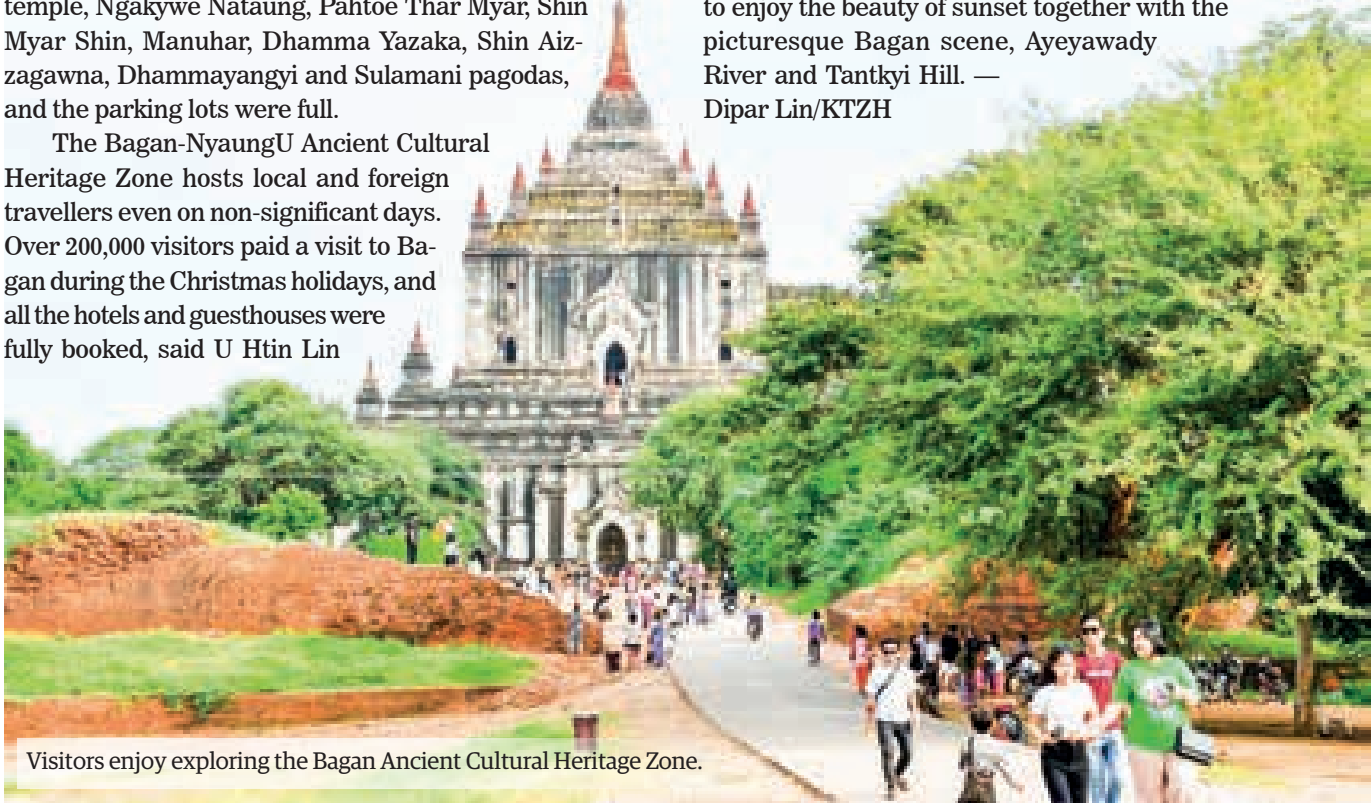 temple, Ngakywe Nataung, Pahtoe Thar Myar, Shin
Myar Shin, Manuhar, Dhamma Yazaka, Shin Aiz-
zagawna, Dhammayangyi and Sulamani pagodas,
and the parking lots were full.
The Bagan-NyaungU Ancient Cultural
Heritage Zone hosts local and foreign
travellers even on non-significant days.
Over 200,000 visitors paid a visit to Ba-
gan during the Christmas holidays, and
all the hotels and guesthouses were
fully booked, said U Htin Lin
to enjoy the beauty of sunset together with the
picturesque Bagan scene, Ayeyawady
River and Tantkyi Hill. —
Dipar Lin/KTZH
Visitors enjoy exploring the Bagan Ancient Cultural Heritage Zone.